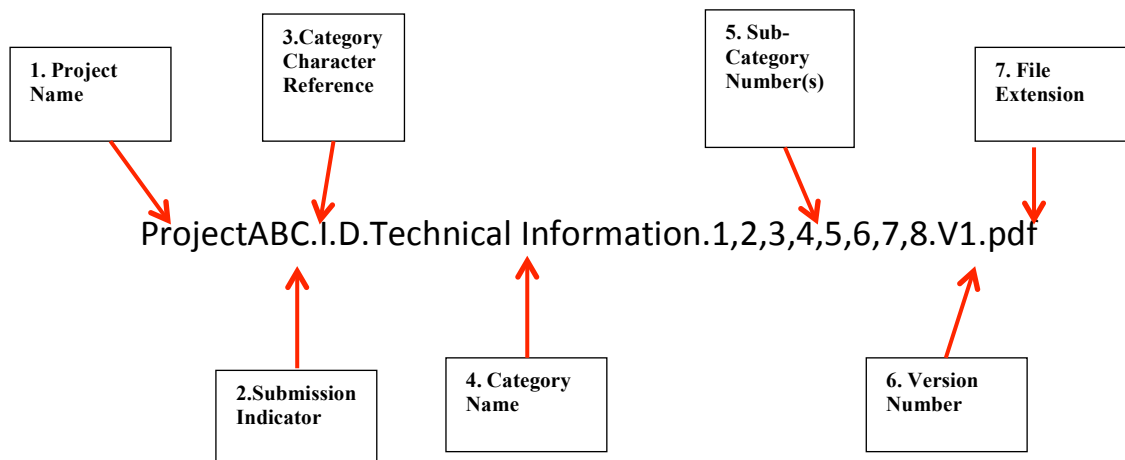 3.Category
Character
Reference
5. Sub-
Category
Number(s)
1. Project
Name
7. File
Extension
ProjectABC.I.D.Technical Information.1,2,3,4,5,6,7,8.V1.pdf
2.Submission
Indicator
4. Category
Name
6. Version
Number